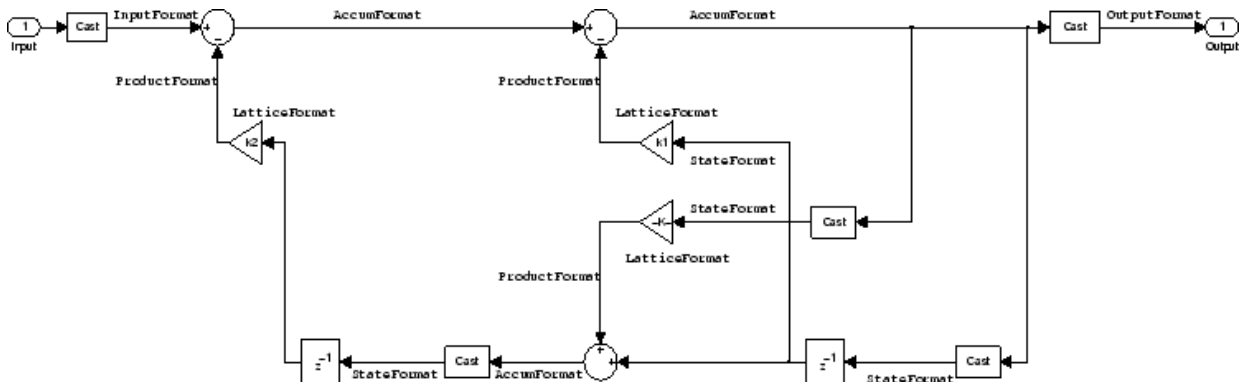 InputFormat
AccumFormat
AccumFormat
OutputFormat
1
Cast
+
−
+
−
Cast
1
Input
Output
ProductFormat
ProductFormat
LatticeFormat
LatticeFormat
k2
k1
StateFormat
StateFormat
-K-
Cast
LatticeFormat
ProductFormat
+
+
z⁻¹
Cast
z⁻¹
Cast
StateFormat
AccumFormat
StateFormat